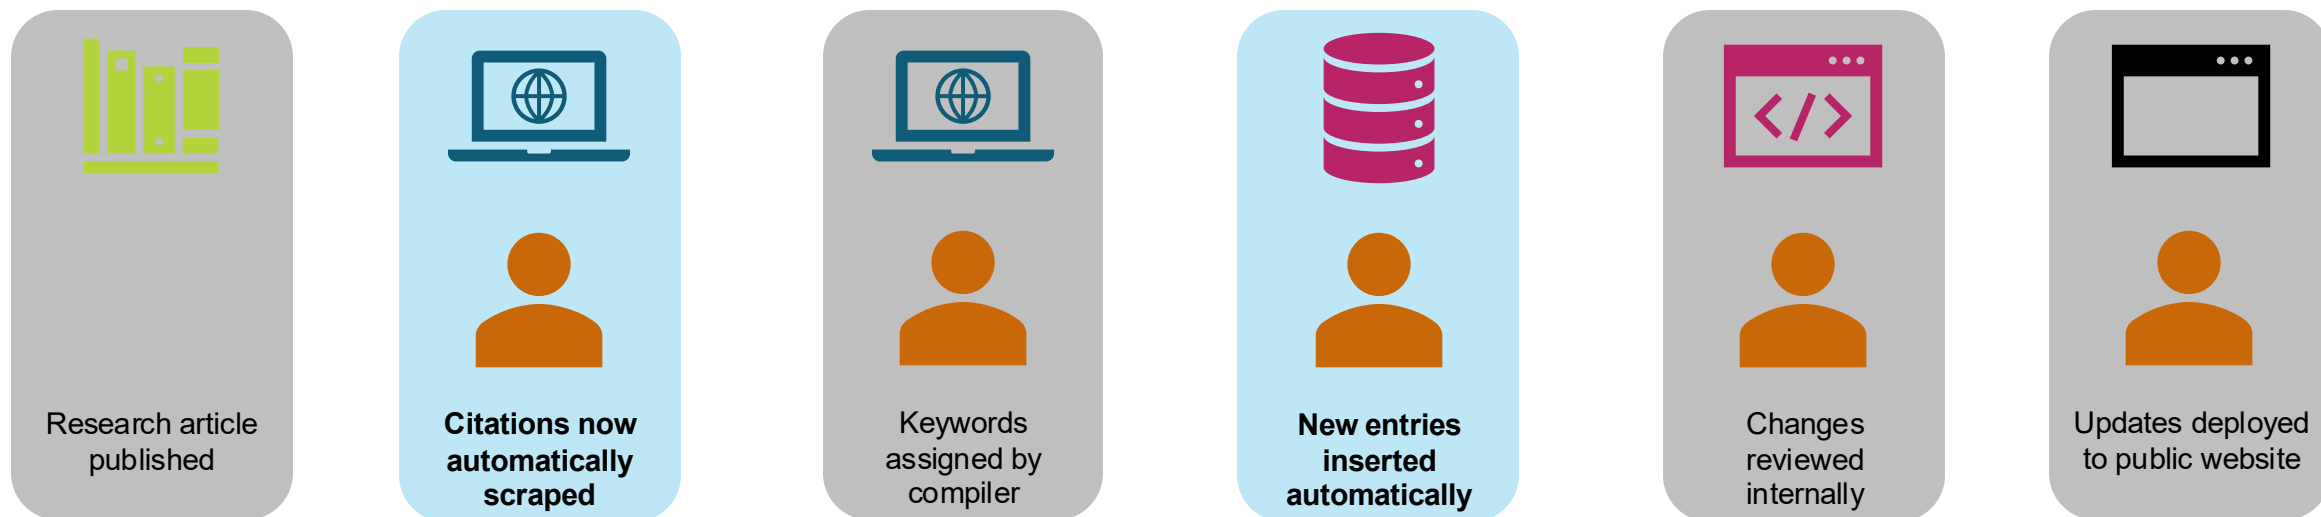 Research article
published
Citations now
automatically
scraped
Keywords
assigned by
compiler
New entries
inserted
automatically
Changes
reviewed
internally
Updates deployed
to public website